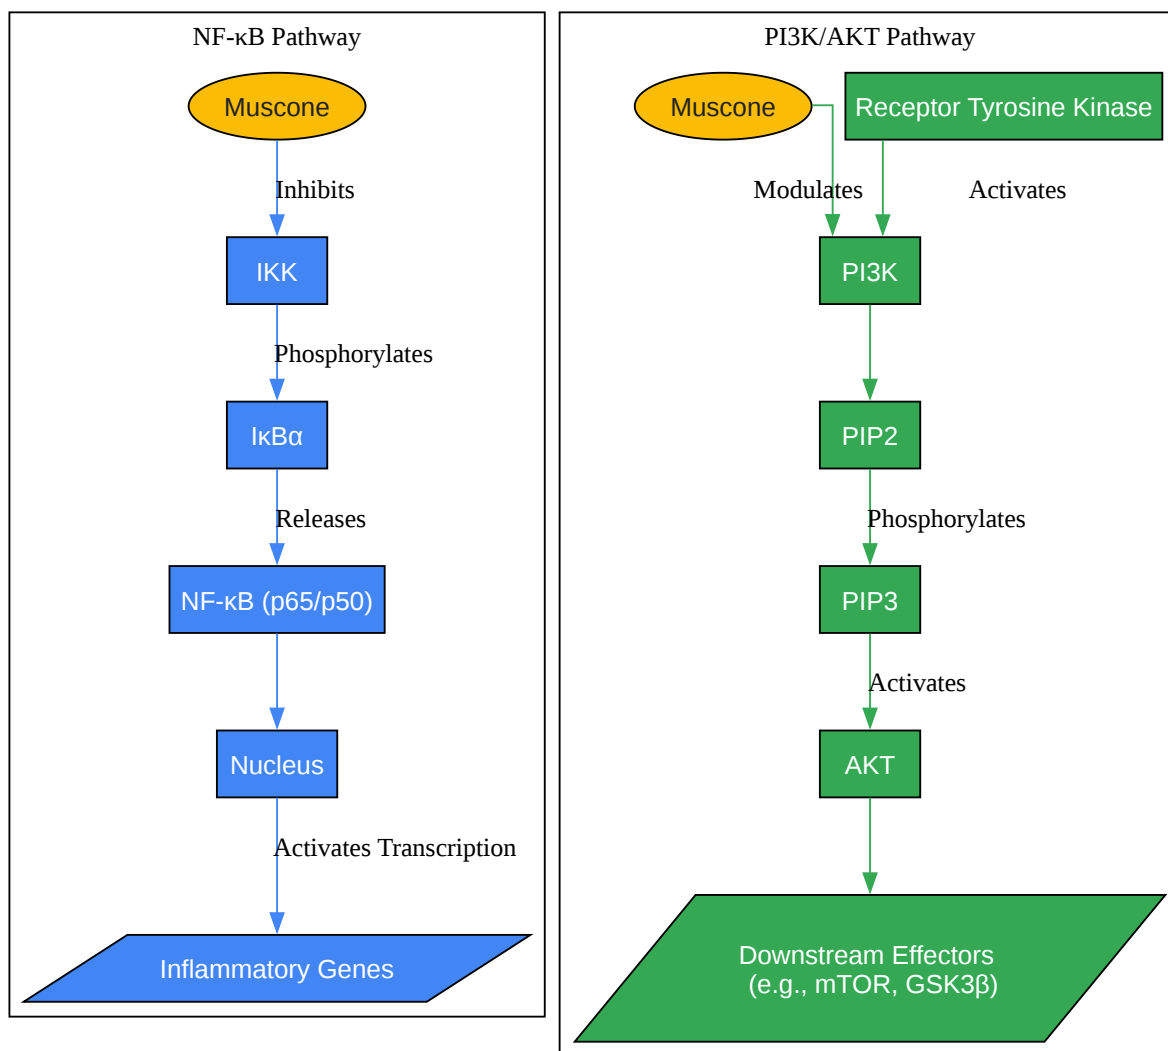 NF-κB Pathway
Muscone
Inhibits
IKK
Phosphorylates
IκBα
Releases
NF-κB (p65/p50)
Nucleus
Activates Transcription
Inflammatory Genes
PI3K/AKT Pathway
Muscone
Receptor Tyrosine Kinase
Modulates
Activates
PI3K
PIP2
Phosphorylates
PIP3
Activates
AKT
Downstream Effectors
(e.g., mTOR, GSK3β)